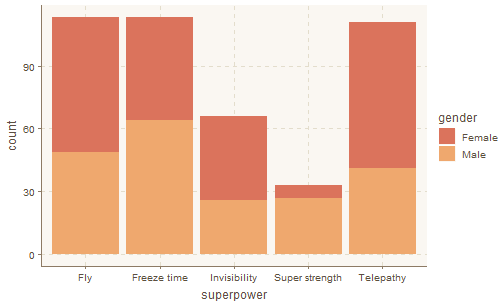 count
90
60
30
0
Fly
Freeze time
Invisibility
Super strength
Telepathy
superpower
gender
Female
Male